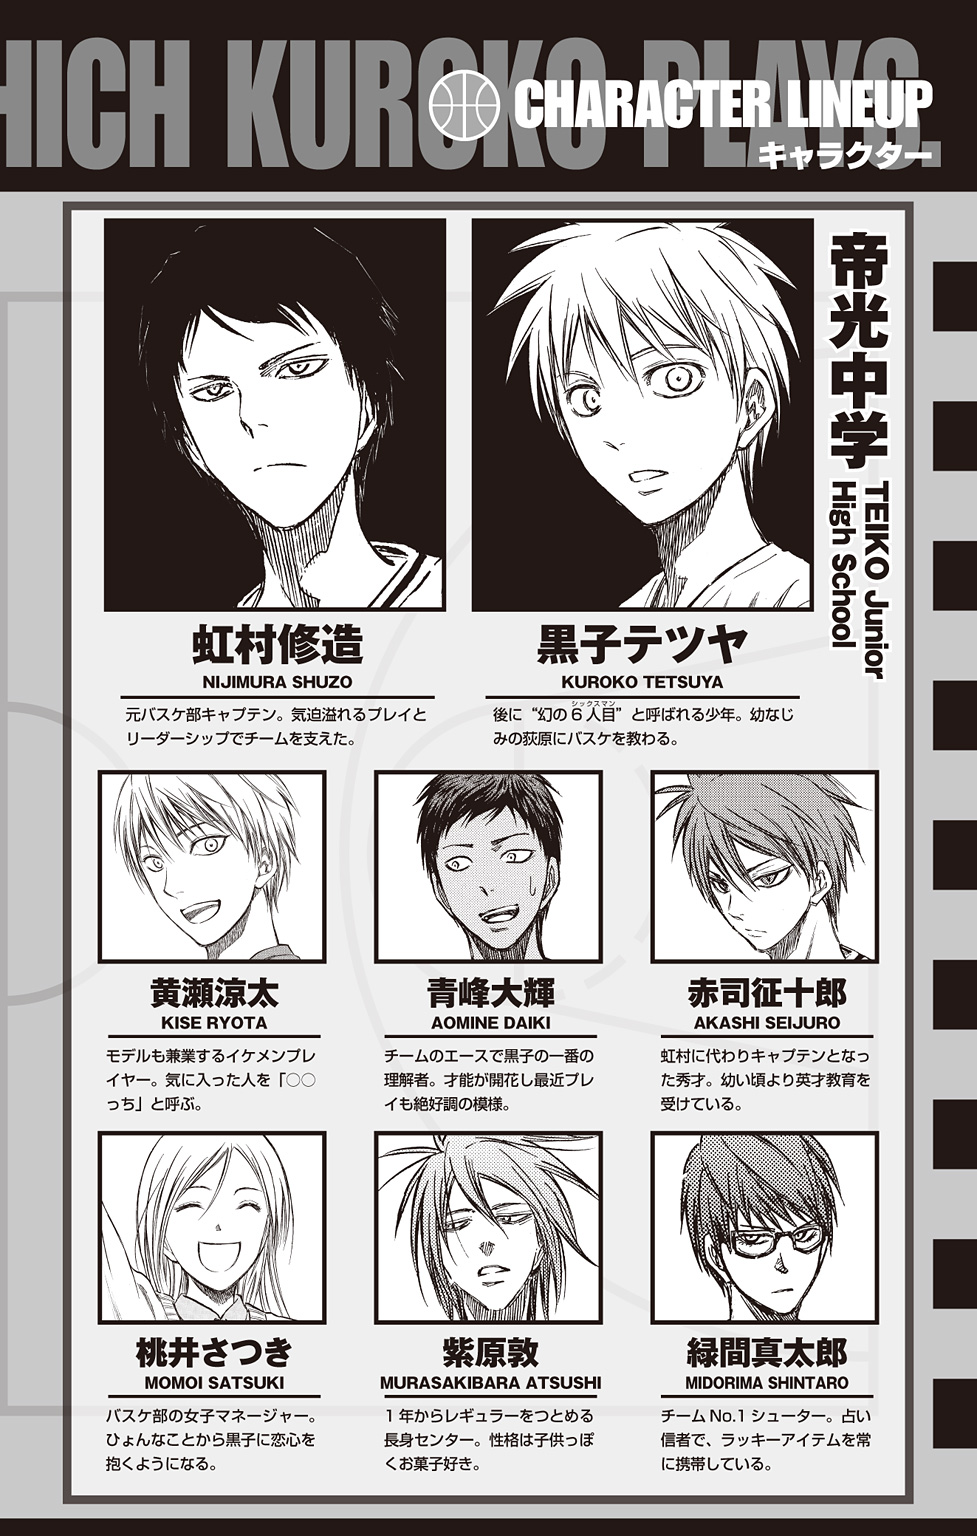 HICH KUROKO PLAYS.
CHARACTER LINEUP
キャラクター
帝光中学
TEIKO Junior
High School
黒子テツヤ
KUROKO TETSUYA
シックスマン
後に“幻の6人目”と呼ばれる少年。幼なじ
みの荻原にバスケを教わる。
虹村修造
NIJIMURA SHUZO
元バスケ部キャプテン。気迫溢れるプレイと
リーダーシップでチームを支えた。
赤司征十郎
AKASHI SEIJURO
虹村に代わりキャプテンとなっ
た秀才。幼い頃より英才教育を
受けている。
青峰大輝
AOMINE DAIKI
チームのエースで黒子の一番の
理解者。才能が開花し最近プレ
イも絶好調の模様。
黄瀬涼太
KISE RYOTA
モデルも兼業するイケメンプレ
イヤー。気に入った人を「○○
っち」と呼ぶ。
緑間真太郎
MIDORIMA SHINTARO
チームNo.1シューター。占い
信者で、ラッキーアイテムを常
に携帯している。
紫原敦
MURASAKIBARA ATSUSHI
1年からレギュラーをつとめる
長身センター。性格は子供っぽ
くお菓子好き。
桃井さつき
MOMOI SATSUKI
バスケ部の女子マネージャー。
ひょんなことから黒子に恋心を
抱くようになる。